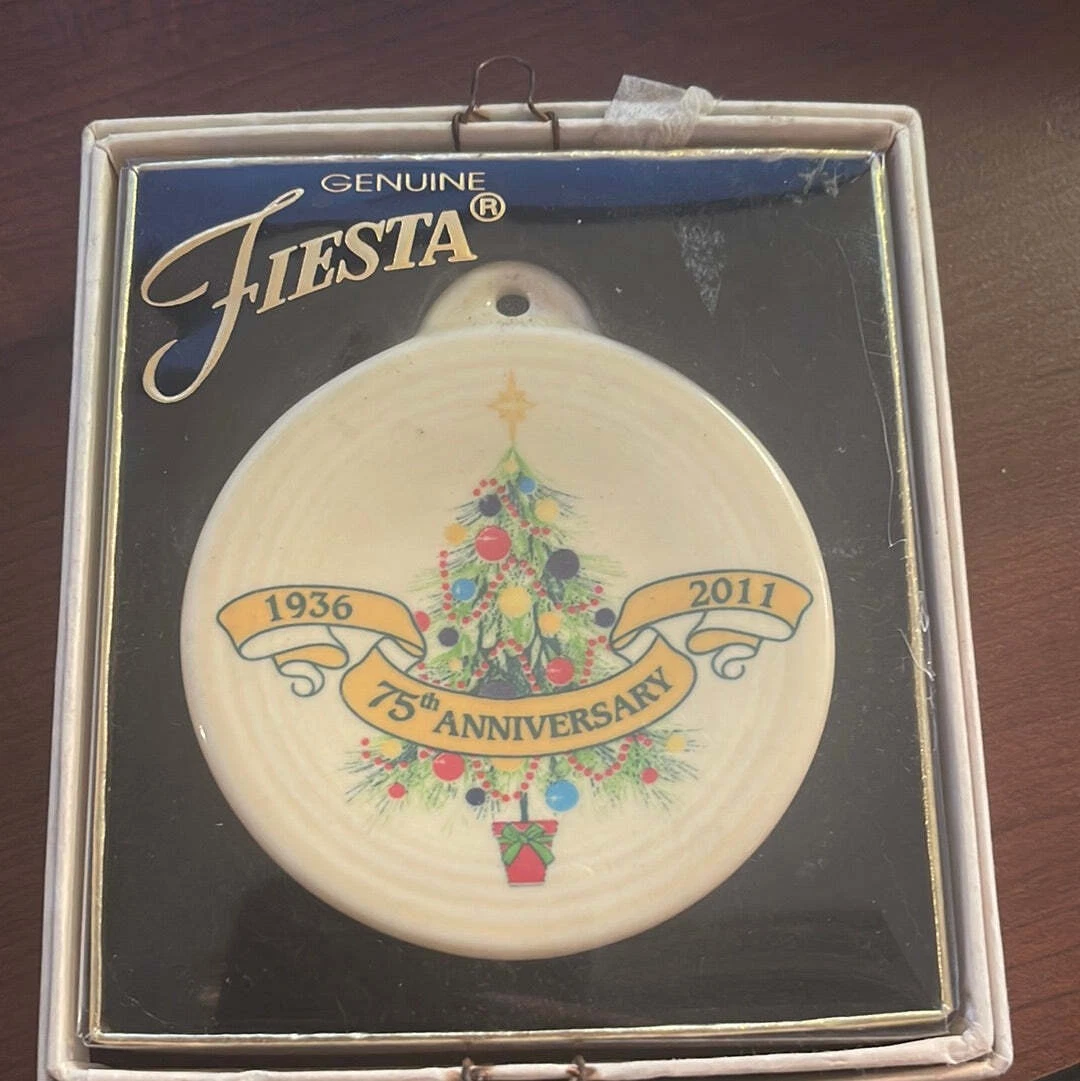 GENUINE
FIESTA®
1936
2011
75th ANNIVERSARY